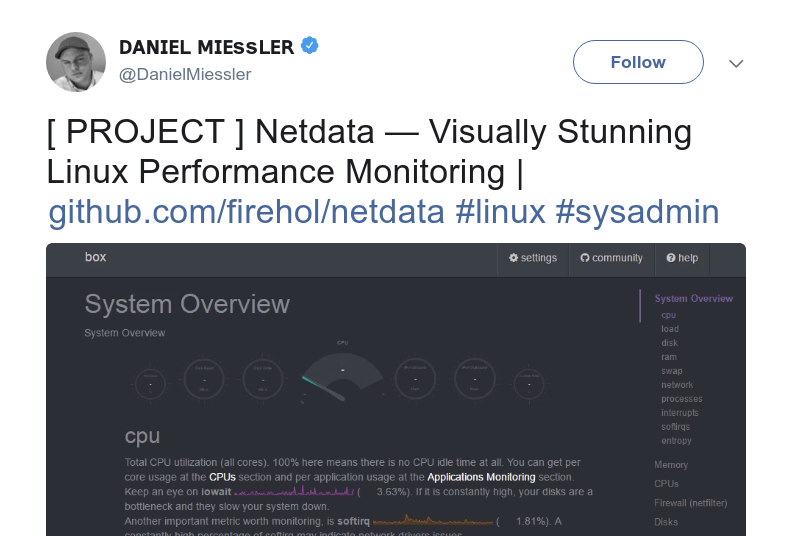 DANIEL MIESSLER
@DanielMiessler
Follow
[ PROJECT ] Netdata — Visually Stunning
Linux Performance Monitoring |
github.com/firehol/netdata #linux #sysadmin
box
settings
community
help
System Overview
System Overview
CPU
cpu
Total CPU utilization (all cores). 100% here means there is no CPU idle time at all. You can get per
core usage at the CPUs section and per application usage at the Applications Monitoring section.
Keep an eye on iowait ( 3.63%). If it is constantly high, your disks are a
bottleneck and they slow your system down.
Another important metric worth monitoring, is softirq ( 1.81%). A
constantly high percentage of softirq may indicate network drivers issues.
System Overview
cpu
load
disk
ram
swap
network
processes
interrupts
softirqs
entropy
Memory
CPUs
Firewall (netfilter)
Disks